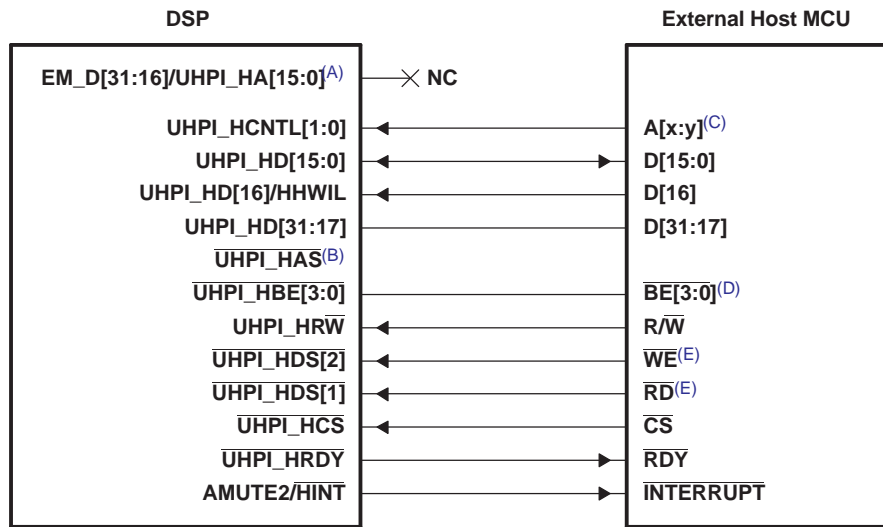 DSP External Host MCU
EM_D[31:16]/UHPI_HA[15:0](A) NC
UHPI_HCNTL[1:0] A[x:y](C)
UHPI_HD[15:0] D[15:0]
UHPI_HD[16]/HHWIL D[16]
UHPI_HD[31:17] D[31:17]
UHPI_HAS(B)
UHPI_HBE[3:0] BE[3:0](D)
UHPI_HRW R/W
UHPI_HDS[2] WE(E)
UHPI_HDS[1] RD(E)
UHPI_HCS CS
UHPI_HRDY RDY
AMUTE2/HINT INTERRUPT